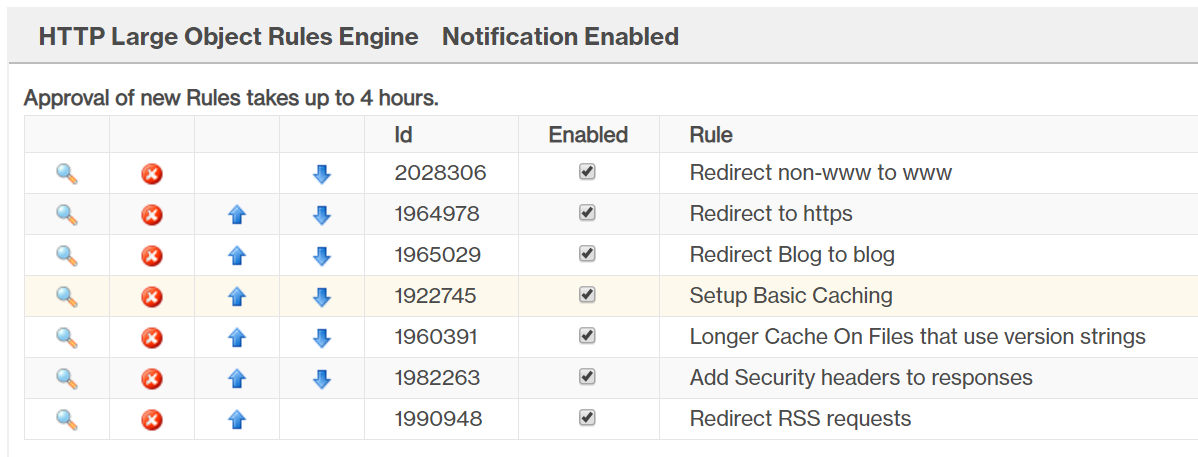 HTTP Large Object Rules Engine Notification Enabled
Approval of new Rules takes up to 4 hours.
Id Enabled Rule
2028306 Redirect non-www to www
1964978 Redirect to https
1965029 Redirect Blog to blog
1922745 Setup Basic Caching
1960391 Longer Cache On Files that use version strings
1982263 Add Security headers to responses
1990948 Redirect RSS requests